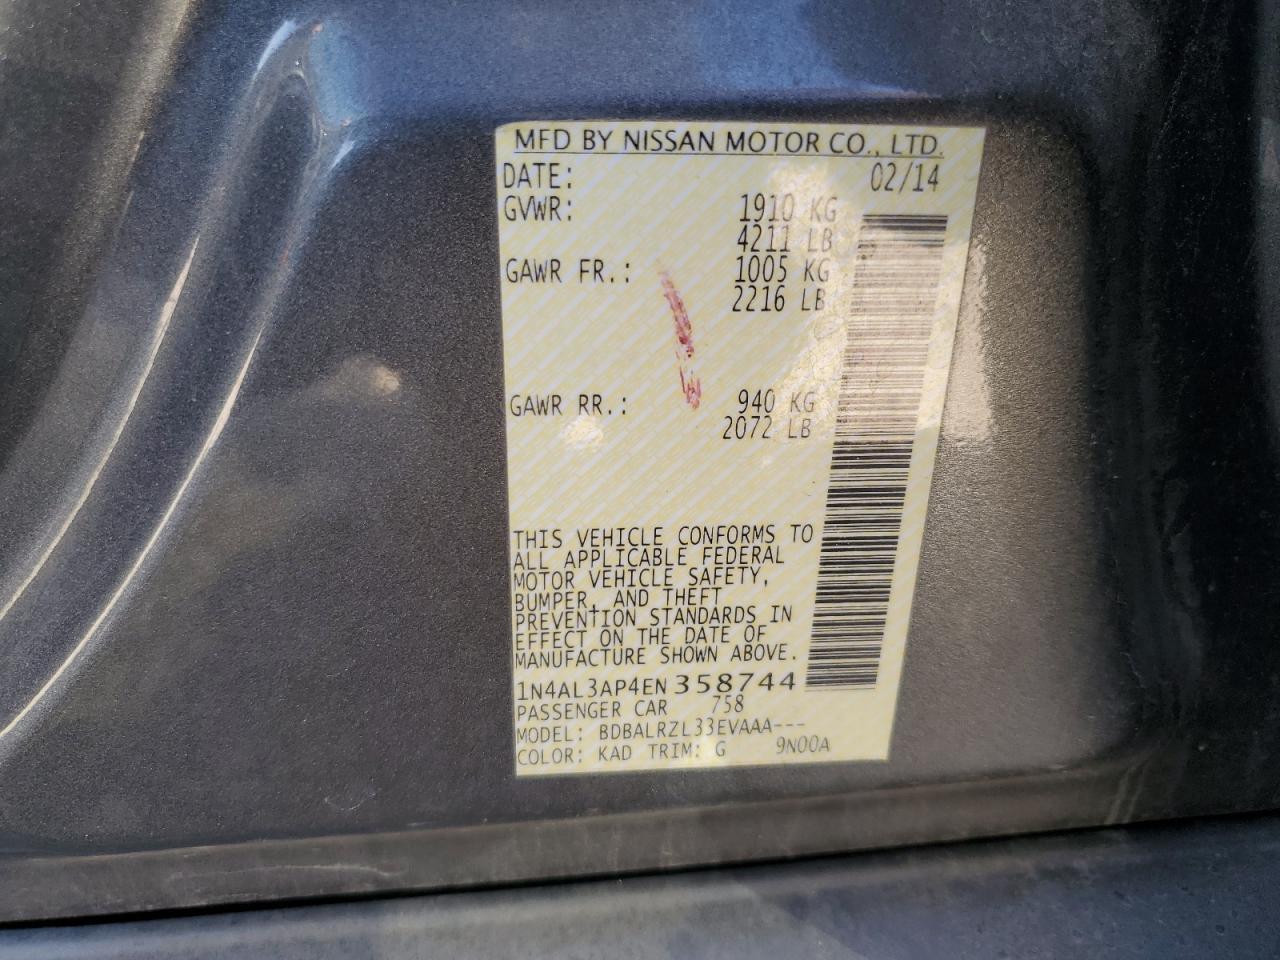 MFD BY NISSAN MOTOR CO., LTD.
DATE: 02/14
GVWR: 1910 KG
4211 LB
GAWR FR.: 1005 KG
2216 LB
GAWR RR.: 940 KG
2072 LB
THIS VEHICLE CONFORMS TO
ALL APPLICABLE FEDERAL
MOTOR VEHICLE SAFETY,
BUMPER, AND THEFT
PREVENTION STANDARDS IN
EFFECT ON THE DATE OF
MANUFACTURE SHOWN ABOVE.
1N4AL3AP4EN358744
PASSENGER CAR 758
MODEL: BDBALRZL33EVAAA---
COLOR: KAD TRIM: G 9N00A